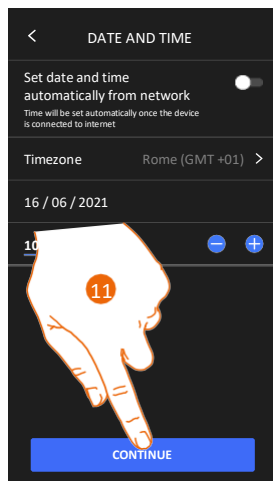 DATE AND TIME
Set date and time
automatically from network
Time will be set automatically once the device
is connected to internet
Timezone Rome (GMT +01)
16 / 06 / 2021
10
11
CONTINUE